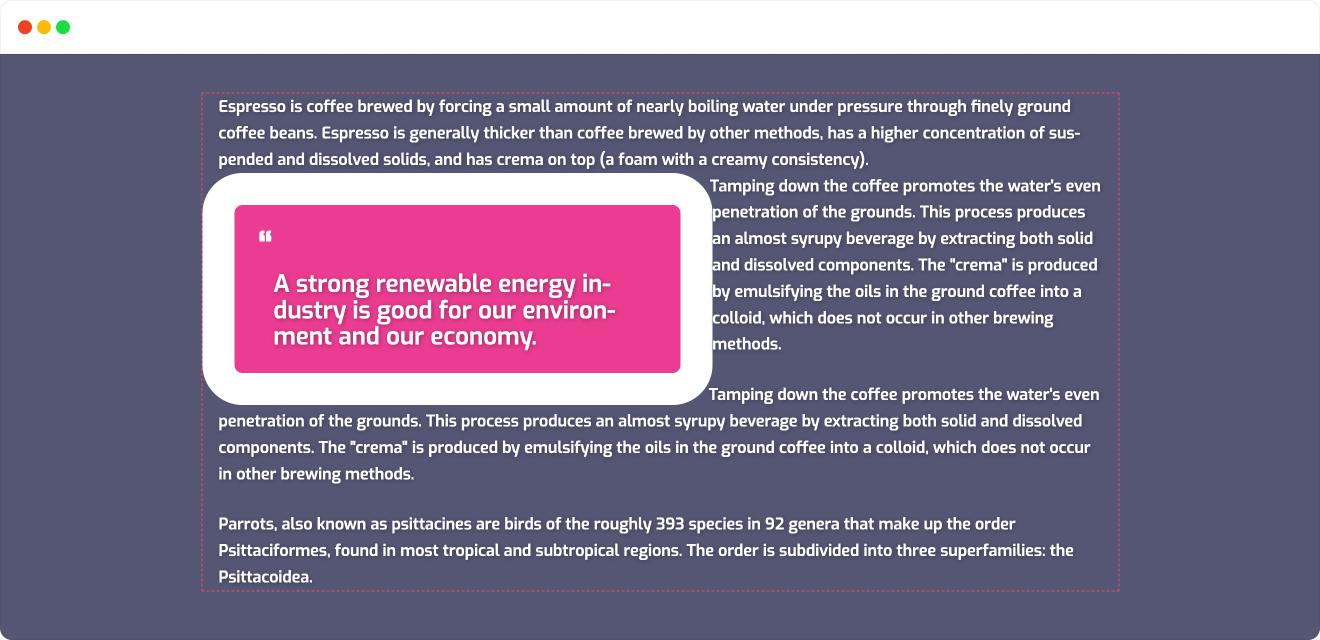 Espresso is coffee brewed by forcing a small amount of nearly boiling water under pressure through finely ground
coffee beans. Espresso is generally thicker than coffee brewed by other methods, has a higher concentration of sus-
pended and dissolved solids, and has crema on top (a foam with a creamy consistency).
“
A strong renewable energy in-
dustry is good for our environ-
ment and our economy.
Tamping down the coffee promotes the water's even
penetration of the grounds. This process produces
an almost syrupy beverage by extracting both solid
and dissolved components. The "crema" is produced
by emulsifying the oils in the ground coffee into a
colloid, which does not occur in other brewing
methods.
Tamping down the coffee promotes the water's even
penetration of the grounds. This process produces an almost syrupy beverage by extracting both solid and dissolved
components. The "crema" is produced by emulsifying the oils in the ground coffee into a colloid, which does not occur
in other brewing methods.
Parrots, also known as psittacines are birds of the roughly 393 species in 92 genera that make up the order
Psittaciformes, found in most tropical and subtropical regions. The order is subdivided into three superfamilies: the
Psittacoidea.